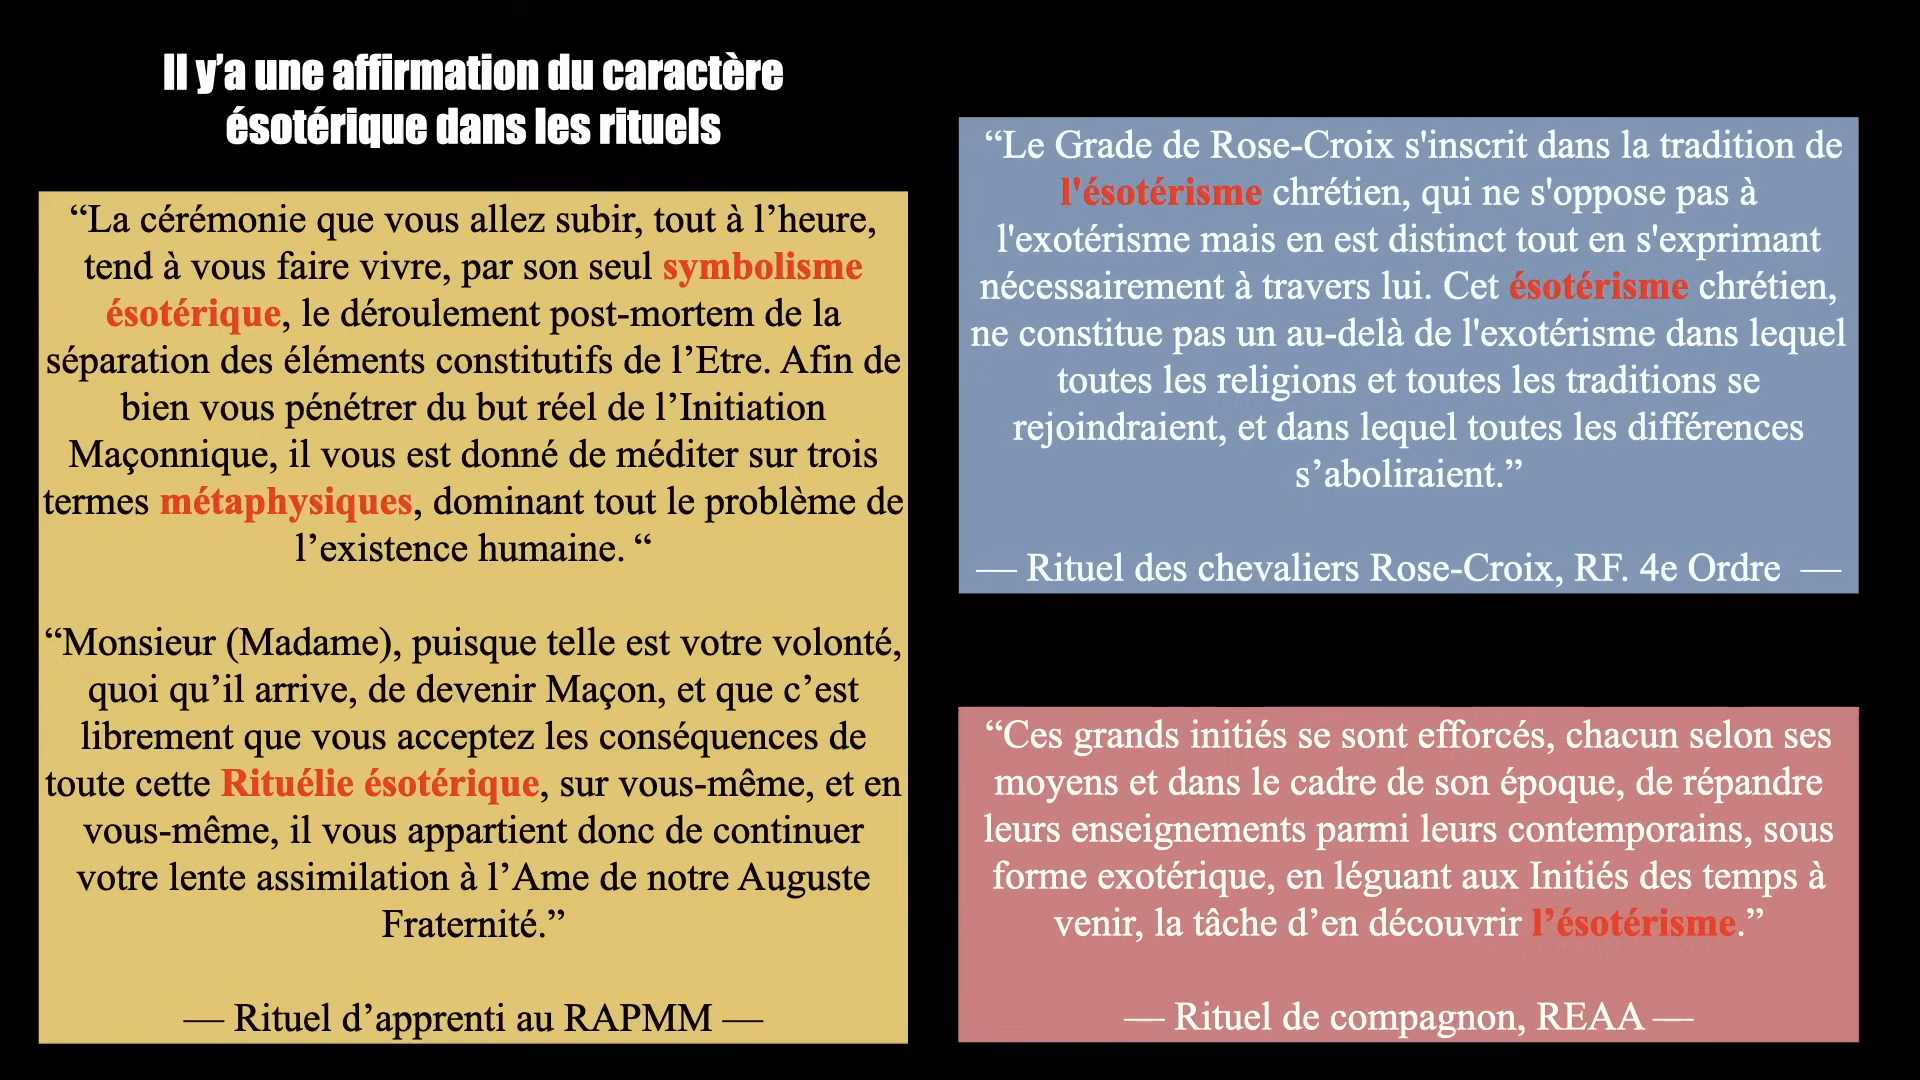 Il y’a une affirmation du caractère
ésotérique dans les rituels
“La cérémonie que vous allez subir, tout à l’heure,
tend à vous faire vivre, par son seul symbolisme
ésotérique, le déroulement post-mortem de la
séparation des éléments constitutifs de l’Etre. Afin de
bien vous pénétrer du but réel de l’Initiation
Maçonnique, il vous est donné de méditer sur trois
termes métaphysiques, dominant tout le problème de
l’existence humaine. “
“Monsieur (Madame), puisque telle est votre volonté,
quoi qu’il arrive, de devenir Maçon, et que c’est
librement que vous acceptez les conséquences de
toute cette Rituélie ésotérique, sur vous-même, et en
vous-même, il vous appartient donc de continuer
votre lente assimilation à l’Ame de notre Auguste
Fraternité.”
— Rituel d’apprenti au RAPMM —
“Le Grade de Rose-Croix s'inscrit dans la tradition de
l'ésotérisme chrétien, qui ne s'oppose pas à
l'exotérisme mais en est distinct tout en s'exprimant
nécessairement à travers lui. Cet ésotérisme chrétien,
ne constitue pas un au-delà de l'exotérisme dans lequel
toutes les religions et toutes les traditions se
rejoindraient, et dans lequel toutes les différences
s’aboliraient.”
— Rituel des chevaliers Rose-Croix, RF. 4e Ordre —
“Ces grands initiés se sont efforcés, chacun selon ses
moyens et dans le cadre de son époque, de répandre
leurs enseignements parmi leurs contemporains, sous
forme exotérique, en léguant aux Initiés des temps à
venir, la tâche d’en découvrir l’ésotérisme.”
— Rituel de compagnon, REAA —